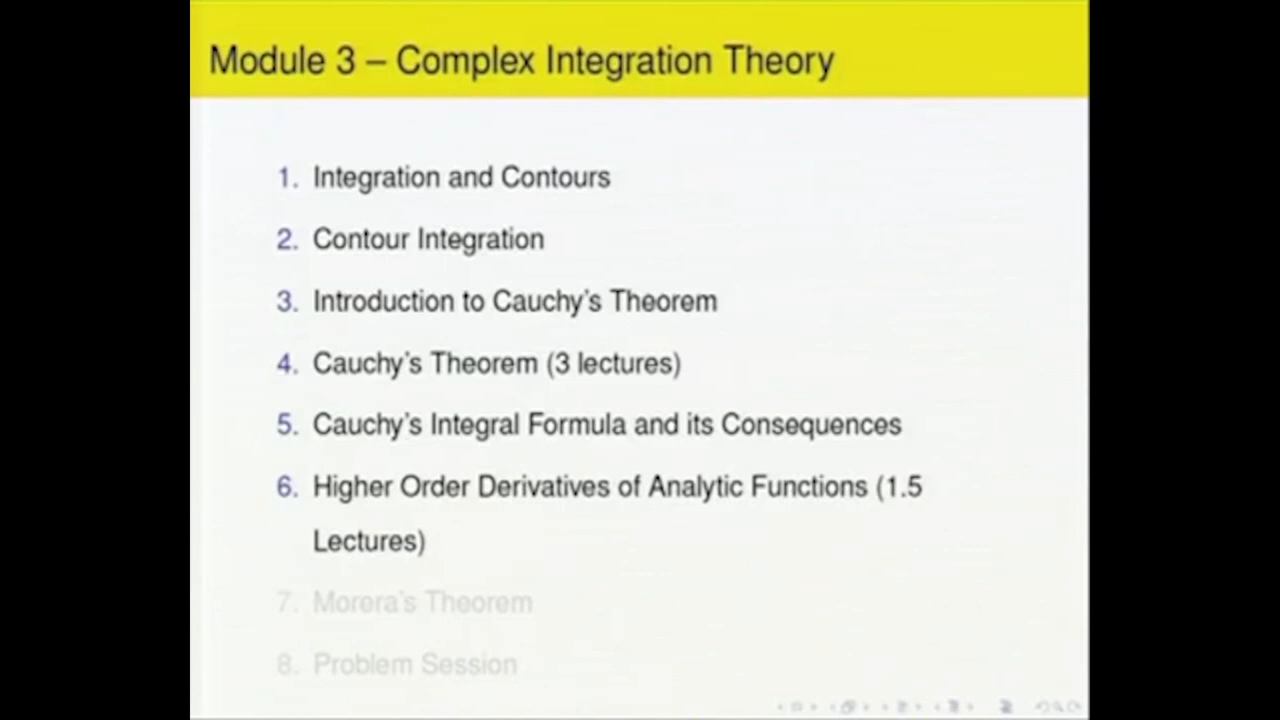 Module 3 – Complex Integration Theory
1. Integration and Contours
2. Contour Integration
3. Introduction to Cauchy's Theorem
4. Cauchy's Theorem (3 lectures)
5. Cauchy's Integral Formula and its Consequences
6. Higher Order Derivatives of Analytic Functions (1.5
Lectures)
7. Morera's Theorem
8. Problem Session